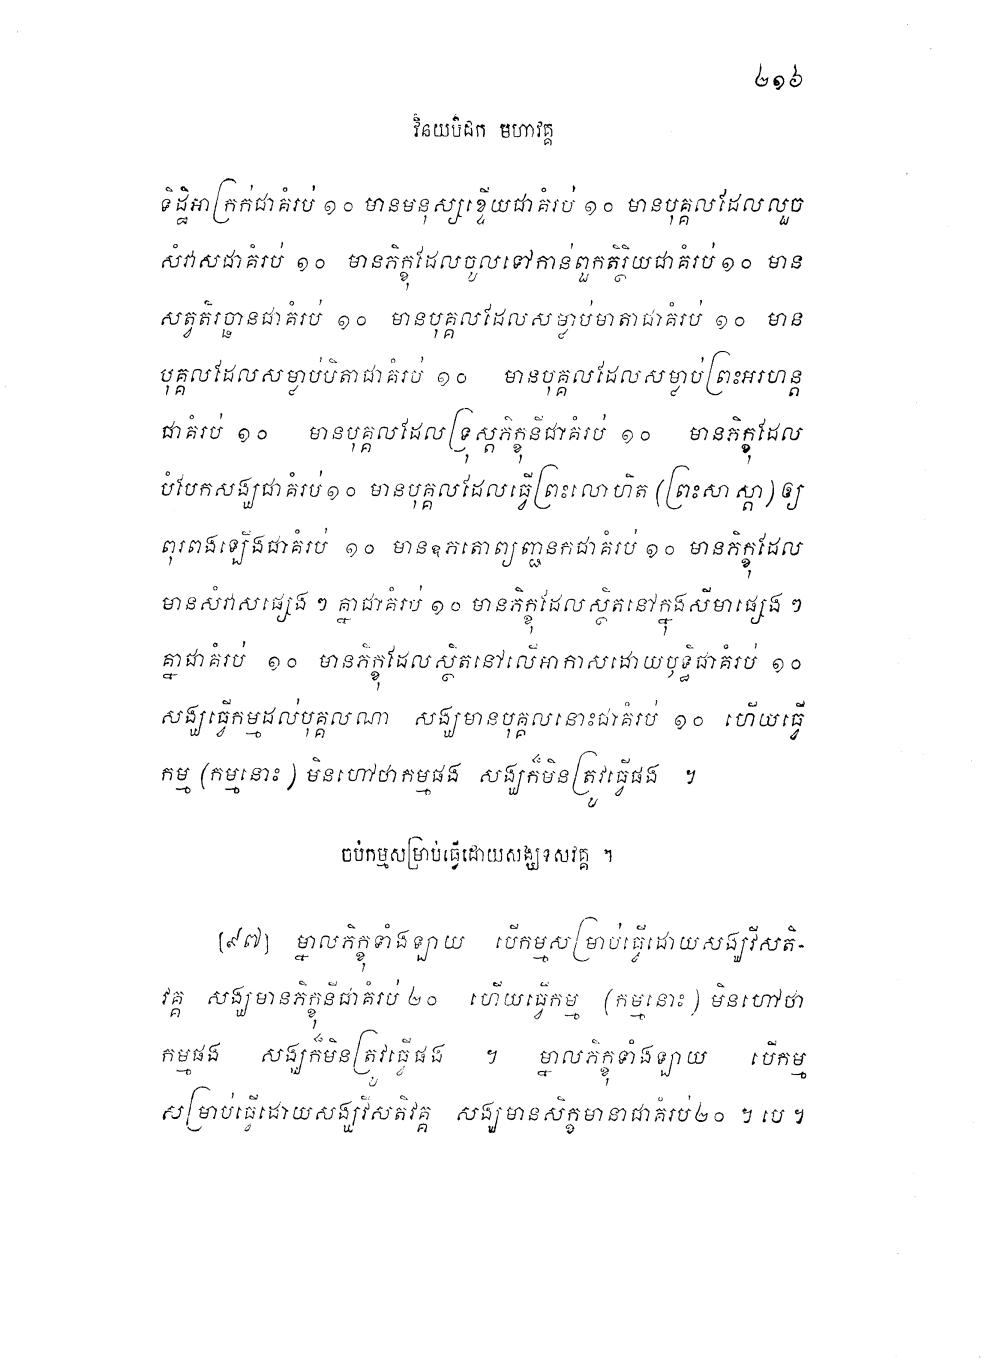 ២១៦
វិនយបិដក មហាវគ្គ
ទិដ្ឋិអាក្រក់ជាគំរប់ ១០ មានមនុស្សខ្ទើយជាគំរប់ ១០ មានបុគ្គលដែលលួច
សំវាសជាគំរប់ ១០ មានភិក្ខុដែលចូលទៅកាន់ពួកតិរ្ថិយជាគំរប់ ១០ មាន
សត្វតិរច្ឆានជាគំរប់ ១០ មានបុគ្គលដែលសម្លាប់មាតាជាគំរប់ ១០ មាន
បុគ្គលដែលសម្លាប់បិតាជាគំរប់ ១០ មានបុគ្គលដែលសម្លាប់ព្រះអរហន្ត
ជាគំរប់ ១០ មានបុគ្គលដែលទ្រុស្តភិក្ខុនីជាគំរប់ ១០ មានភិក្ខុដែល
បំបែកសង្ឃជាគំរប់ ១០ មានបុគ្គលដែលធ្វើព្រះលោហិត (ព្រះសាស្តា) ឲ្យ
ពុរពងឡើងជាគំរប់ ១០ មានឧភតោព្យញ្ជនកជាគំរប់ ១០ មានភិក្ខុដែល
មានសំវាសផ្សេង ៗ គ្នាជាគំរប់ ១០ មានភិក្ខុដែលស្ថិតនៅក្នុងសីមាផ្សេង ៗ
គ្នាជាគំរប់ ១០ មានភិក្ខុដែលស្ថិតនៅលើអាកាសដោយឫទ្ធិជាគំរប់ ១០
សង្ឃធ្វើកម្មដល់បុគ្គលណា សង្ឃមានបុគ្គលនោះជាគំរប់ ១០ ហើយធ្វើ
កម្ម (កម្មនោះ) មិនហៅថាកម្មផង សង្ឃក៏មិនត្រូវធ្វើផង ។
ចប់កម្មសម្រាប់ធ្វើដោយសង្ឃទសវគ្គ ។
[៩៧] ម្នាលភិក្ខុទាំងឡាយ បើកម្មសម្រាប់ធ្វើដោយសង្ឃវីសតិ-
វគ្គ សង្ឃមានភិក្ខុនីជាគំរប់ ២០ ហើយធ្វើកម្ម (កម្មនោះ) មិនហៅថា
កម្មផង សង្ឃក៏មិនត្រូវធ្វើផង ។ ម្នាលភិក្ខុទាំងឡាយ បើកម្ម
សម្រាប់ធ្វើដោយសង្ឃវីសតិវគ្គ សង្ឃមានសិក្ខមានាជាគំរប់ ២០ ។ បេ ។